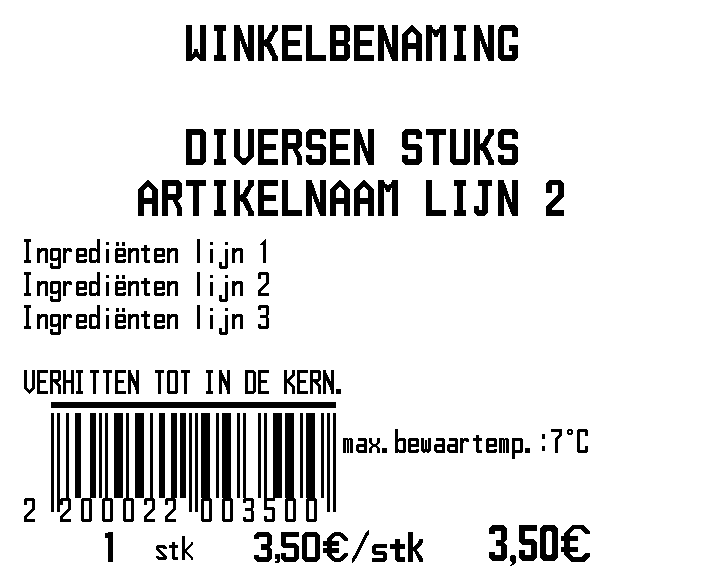 WINKELBENAMING
DIVERSEN STUKS
ARTIKELNAAM LIJN 2
Ingrediënten lijn 1
Ingrediënten lijn 2
Ingrediënten lijn 3
VERHITTEN TOT IN DE KERN.
max.bewaartemp.:7°C
2 200022 003500
1 stk 3,50€/stk 3,50€